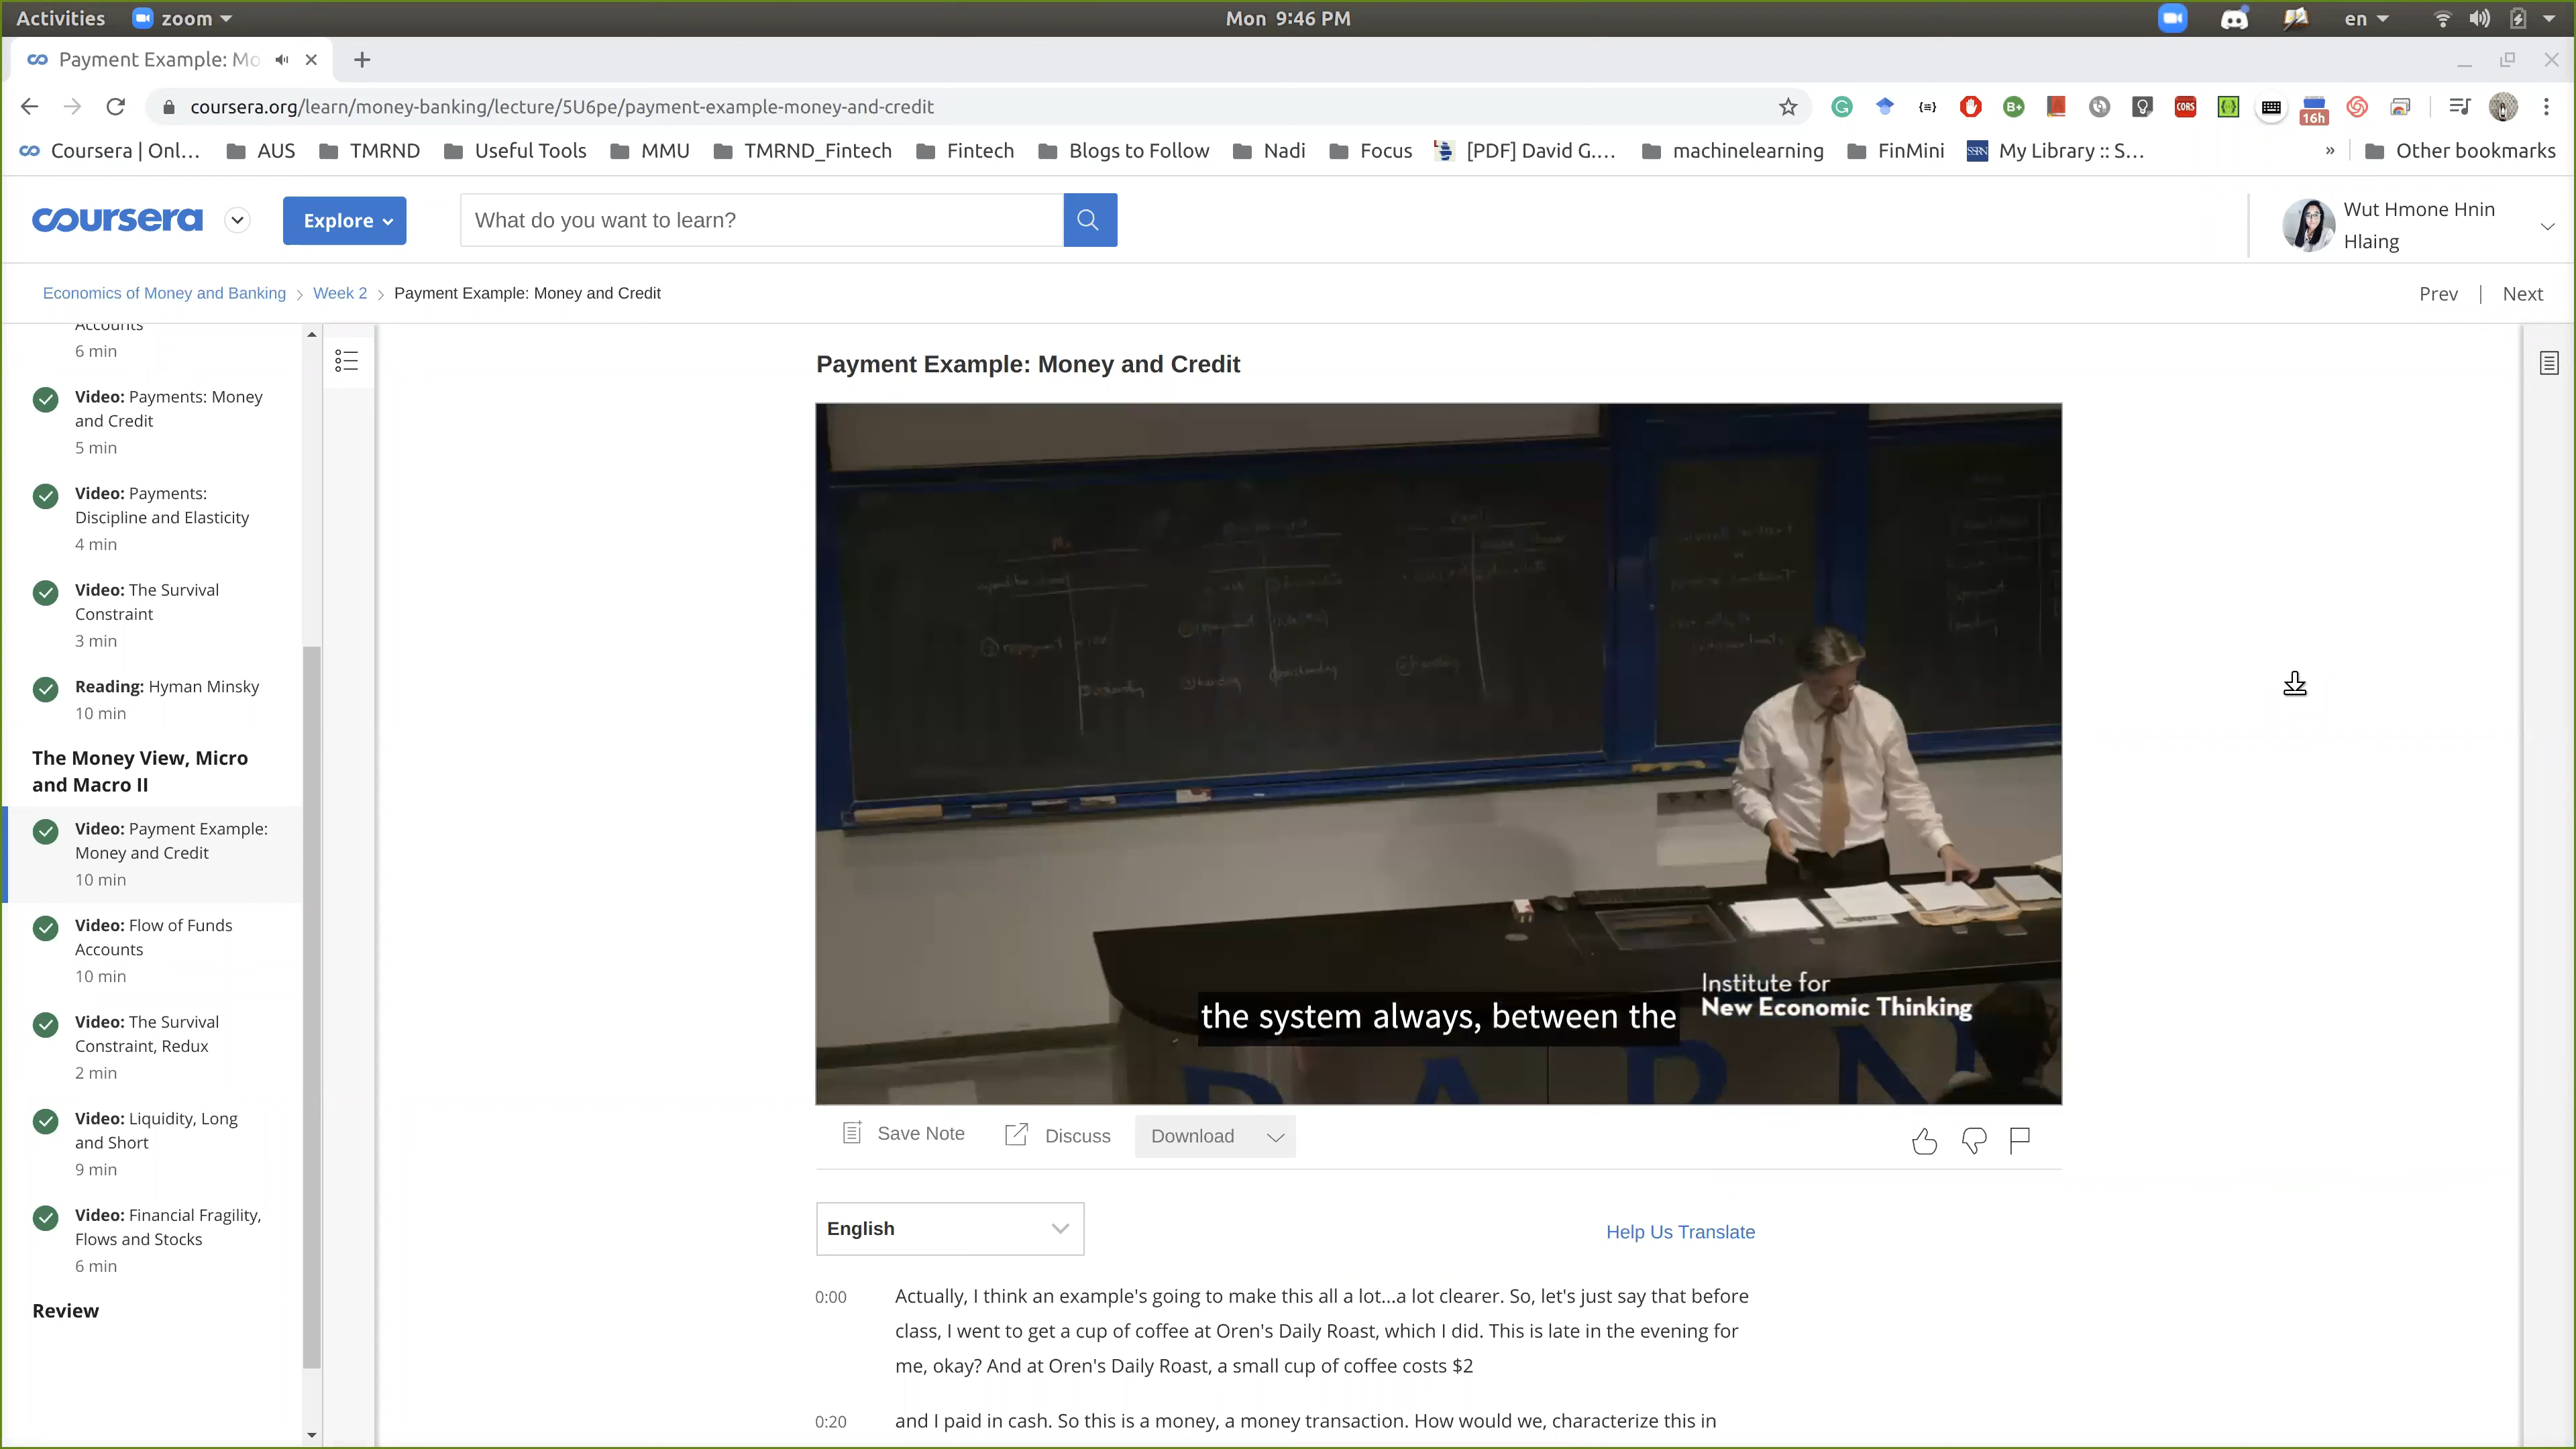 Activities zoom Mon 9:46 PM en
Payment Example: Mo
coursera.org/learn/money-banking/lecture/5U6pe/payment-example-money-and-credit
B+ CORS 16h
Coursera | Onl… AUS TMRND Useful Tools MMU TMRND_Fintech Fintech Blogs to Follow Nadi Focus [PDF] David G.… machinelearning FinMini SSRN My Library :: S… » Other bookmarks
coursera Explore What do you want to learn? Wut Hmone Hnin
Hlaing
Economics of Money and Banking > Week 2 > Payment Example: Money and Credit Prev | Next
Accounts
6 min
Video: Payments: Money
and Credit
5 min
Video: Payments:
Discipline and Elasticity
4 min
Video: The Survival
Constraint
3 min
Reading: Hyman Minsky
10 min
The Money View, Micro
and Macro II
Video: Payment Example:
Money and Credit
10 min
Video: Flow of Funds
Accounts
10 min
Video: The Survival
Constraint, Redux
2 min
Video: Liquidity, Long
and Short
9 min
Video: Financial Fragility,
Flows and Stocks
6 min
Review
Payment Example: Money and Credit
Institute for
New Economic Thinking
the system always, between the
Save Note Discuss Download
English Help Us Translate
0:00 Actually, I think an example's going to make this all a lot...a lot clearer. So, let's just say that before
class, I went to get a cup of coffee at Oren's Daily Roast, which I did. This is late in the evening for
me, okay? And at Oren's Daily Roast, a small cup of coffee costs $2
0:20 and I paid in cash. So this is a money, a money transaction. How would we, characterize this in